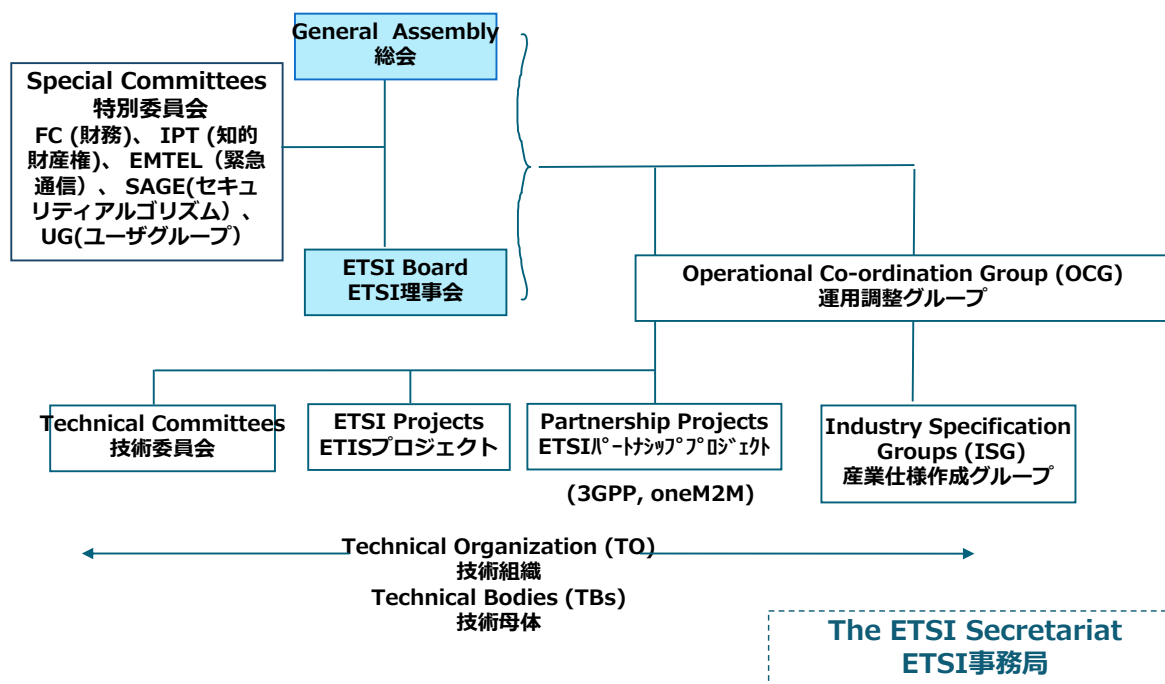 General Assembly
総会
Special Committees
特別委員会
FC (財務)、 IPT (知的
財産権)、 EMTEL（緊急
通信）、 SAGE(セキュ
リティアルゴリズム）、
UG(ユーザグループ）
ETSI Board
ETSI理事会
Operational Co-ordination Group (OCG)
運用調整グループ
Technical Committees
技術委員会
ETSI Projects
ETISプロジェクト
Partnership Projects
ETSIﾊﾟｰﾄﾅｼｯﾌﾟﾌﾟﾛｼﾞｪｸﾄ
(3GPP, oneM2M)
Industry Specification
Groups (ISG)
産業仕様作成グループ
Technical Organization (TO)
技術組織
Technical Bodies (TBs)
技術母体
The ETSI Secretariat
ETSI事務局